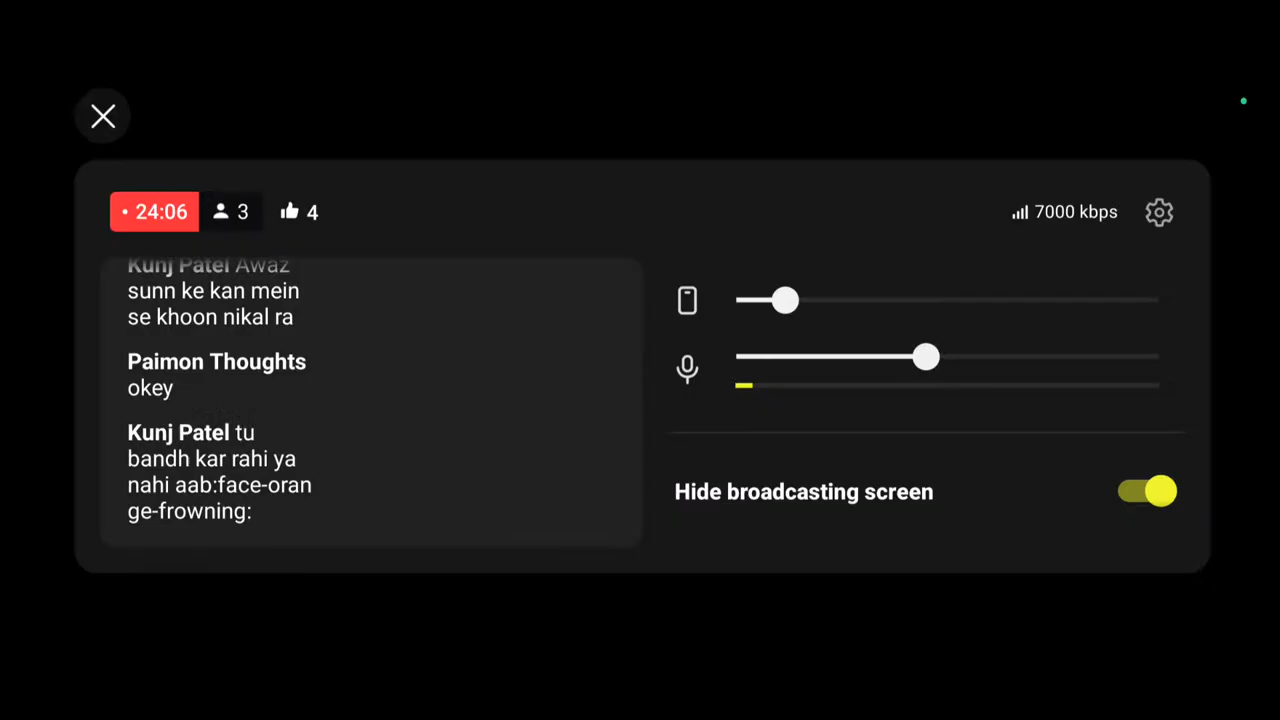 24:06 3 4 7000 kbps
Kunj Patel Awaz
sunn ke kan mein
se khoon nikal ra
Paimon Thoughts
okey
Kunj Patel tu
bandh kar rahi ya
nahi aab:face-oran
ge-frowning:
Hide broadcasting screen